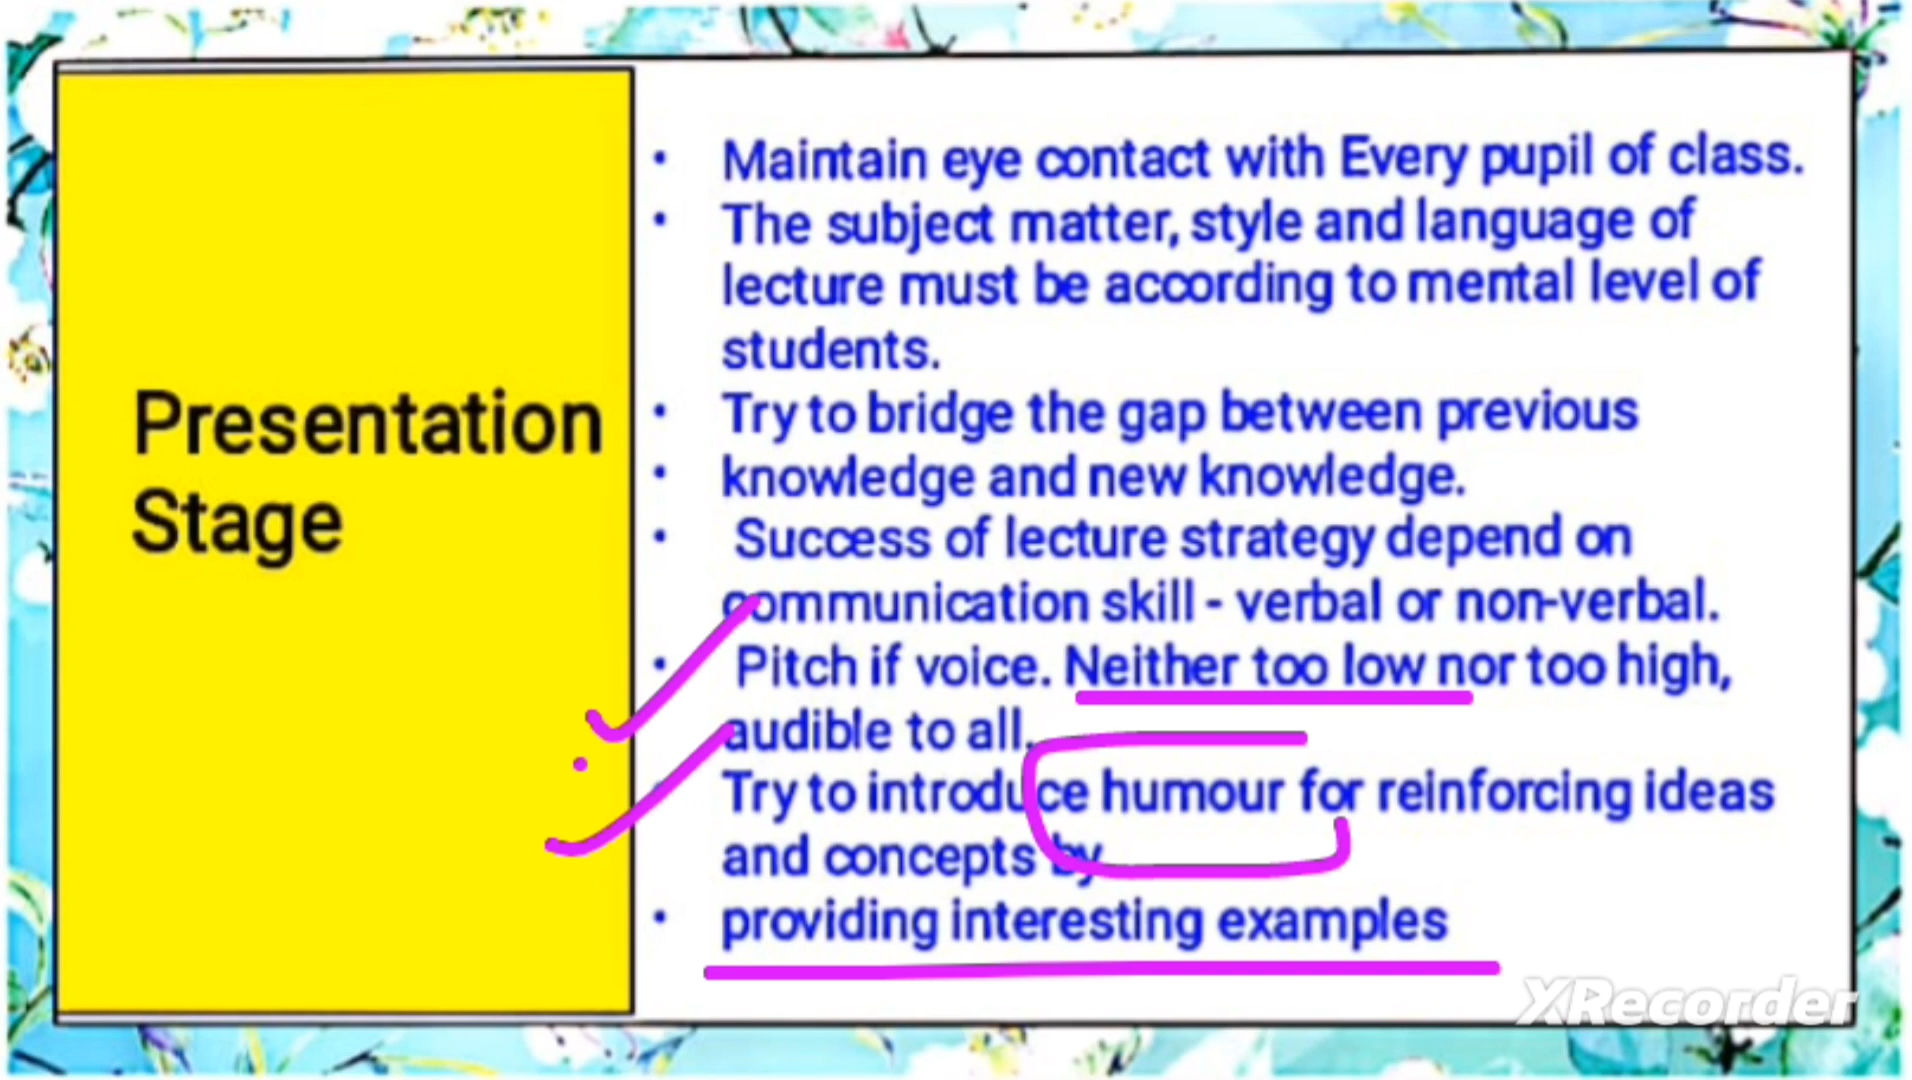 Presentation
Stage
• Maintain eye contact with Every pupil of class.
• The subject matter, style and language of
lecture must be according to mental level of
students.
• Try to bridge the gap between previous
• knowledge and new knowledge.
• Success of lecture strategy depend on
communication skill - verbal or non-verbal.
• Pitch if voice. Neither too low nor too high,
audible to all.
• Try to introduce humour for reinforcing ideas
and concepts by
• providing interesting examples
XRecorder